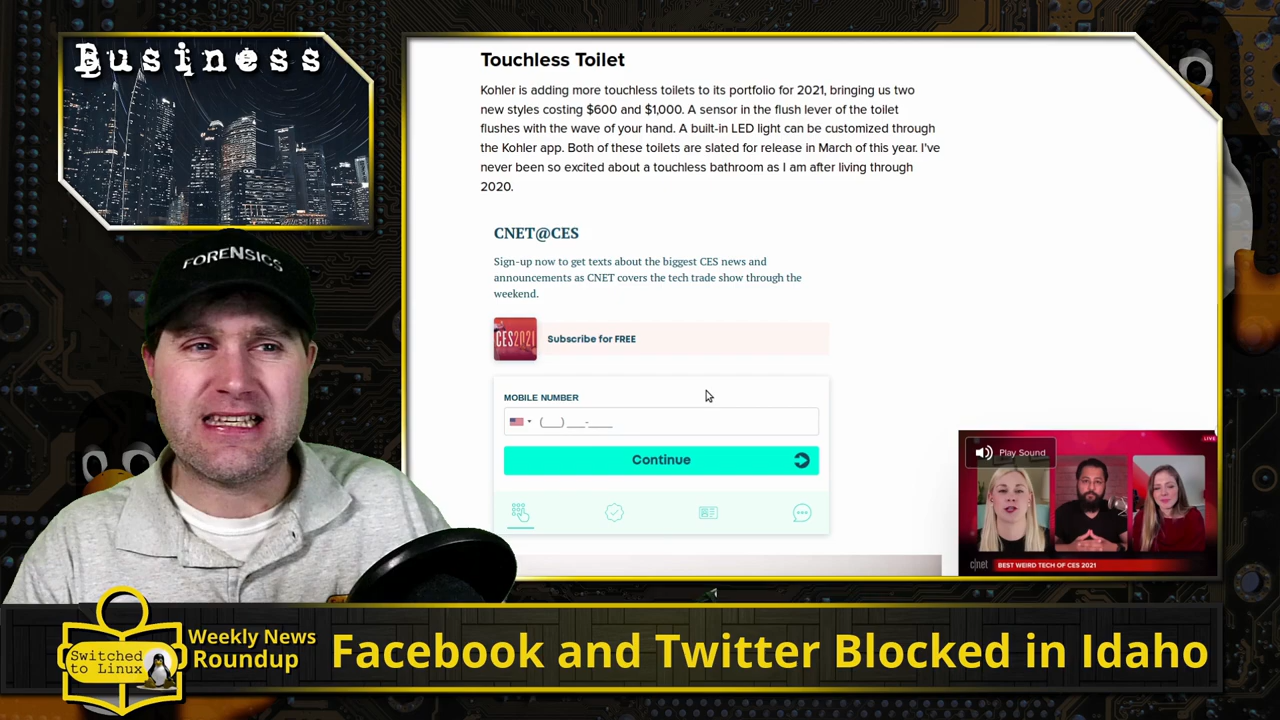 Business
FORENSICS
Touchless Toilet
Kohler is adding more touchless toilets to its portfolio for 2021, bringing us two
new styles costing $600 and $1,000. A sensor in the flush lever of the toilet
flushes with the wave of your hand. A built-in LED light can be customized through
the Kohler app. Both of these toilets are slated for release in March of this year. I've
never been so excited about a touchless bathroom as I am after living through
2020.
CNET@CES
Sign-up now to get texts about the biggest CES news and
announcements as CNET covers the tech trade show through the
weekend.
CES2021
Subscribe for FREE
MOBILE NUMBER
(___) ___-____
Continue
LIVE
Play Sound
c|net
BEST WEIRD TECH OF CES 2021
Switched
to Linux
Weekly News
Roundup
Facebook and Twitter Blocked in Idaho